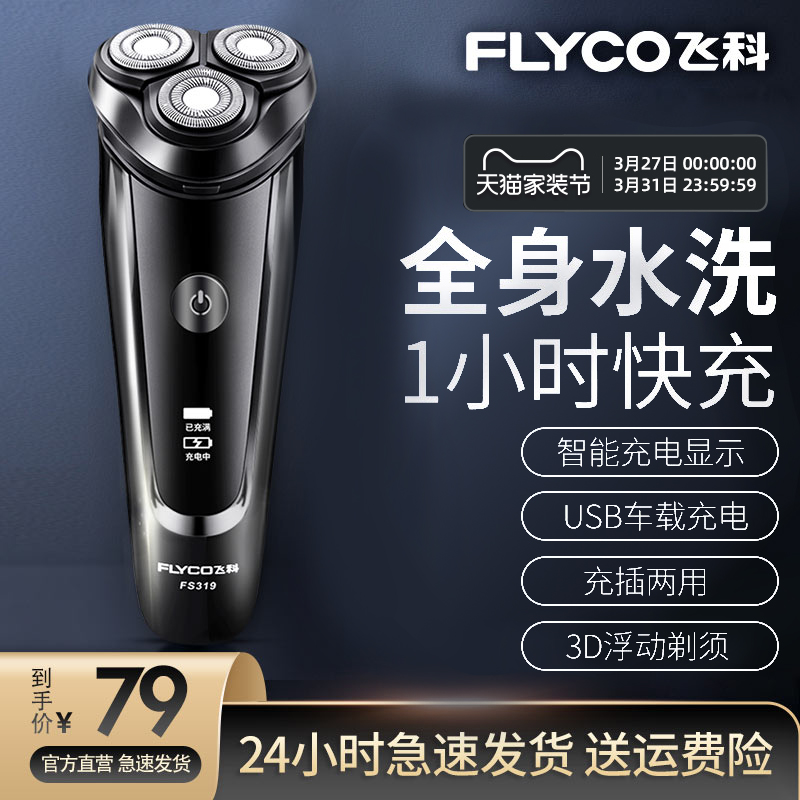 FLYCO飞科
天猫家装节
3月27日 00:00:00
3月31日 23:59:59
全身水洗
1小时快充
智能充电显示
USB车载充电
充插两用
3D浮动剃须
已充满
充电中
FLYCO飞科
FS319
到手价¥79
官方直营 急速发货
24小时急速发货 送运费险